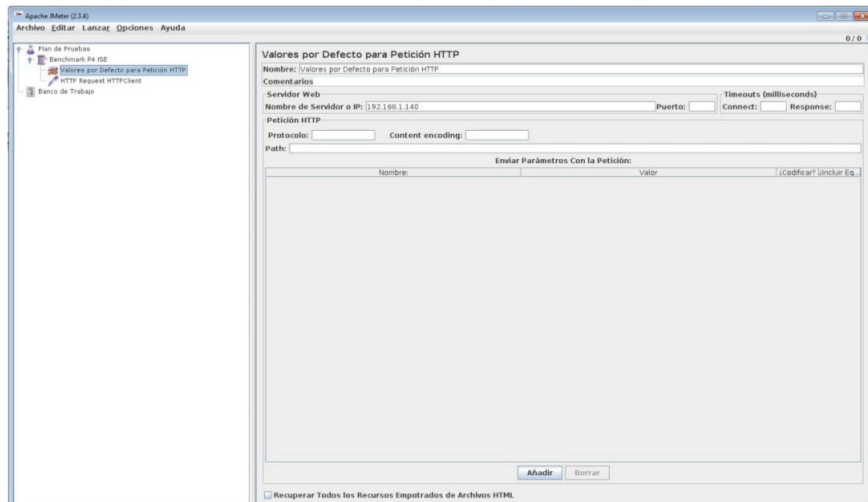 Apache JMeter (2.3.4)
Archivo Editar Lanzar Opciones Ayuda
0 / 0
Plan de Pruebas
Benchmark P4 ISE
Valores por Defecto para Petición HTTP
HTTP Request HTTPClient
Banco de Trabajo
Valores por Defecto para Petición HTTP
Nombre: Valores por Defecto para Petición HTTP
Comentarios
Servidor Web
Timeouts (milliseconds)
Nombre de Servidor o IP: 192.168.1.140 Puerto: Connect: Response:
Petición HTTP
Protocolo: Content encoding:
Path:
Enviar Parámetros Con la Petición:
Nombre: Valor ¿Codificar? ¿Incluir Eq...
Añadir Borrar
Recuperar Todos los Recursos Empotrados de Archivos HTML